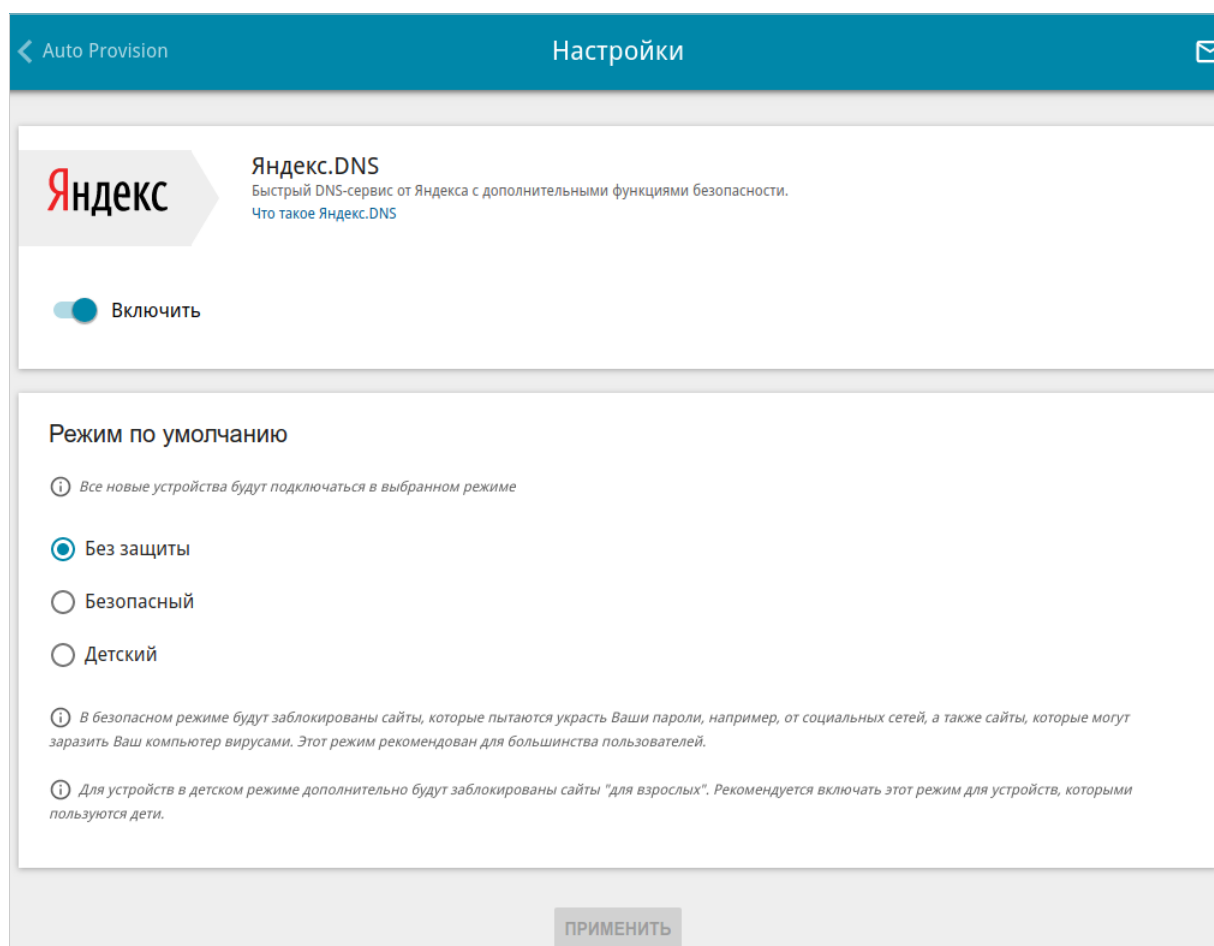 Auto Provision
Настройки
Яндекс
Яндекс.DNS
Быстрый DNS-сервис от Яндекса с дополнительными функциями безопасности.
Что такое Яндекс.DNS
Включить
Режим по умолчанию
Все новые устройства будут подключаться в выбранном режиме
Без защиты
Безопасный
Детский
В безопасном режиме будут заблокированы сайты, которые пытаются украсть Ваши пароли, например, от социальных сетей, а также сайты, которые могут
заразить Ваш компьютер вирусами. Этот режим рекомендован для большинства пользователей.
Для устройств в детском режиме дополнительно будут заблокированы сайты "для взрослых". Рекомендуется включать этот режим для устройств, которыми
пользуются дети.
ПРИМЕНИТЬ